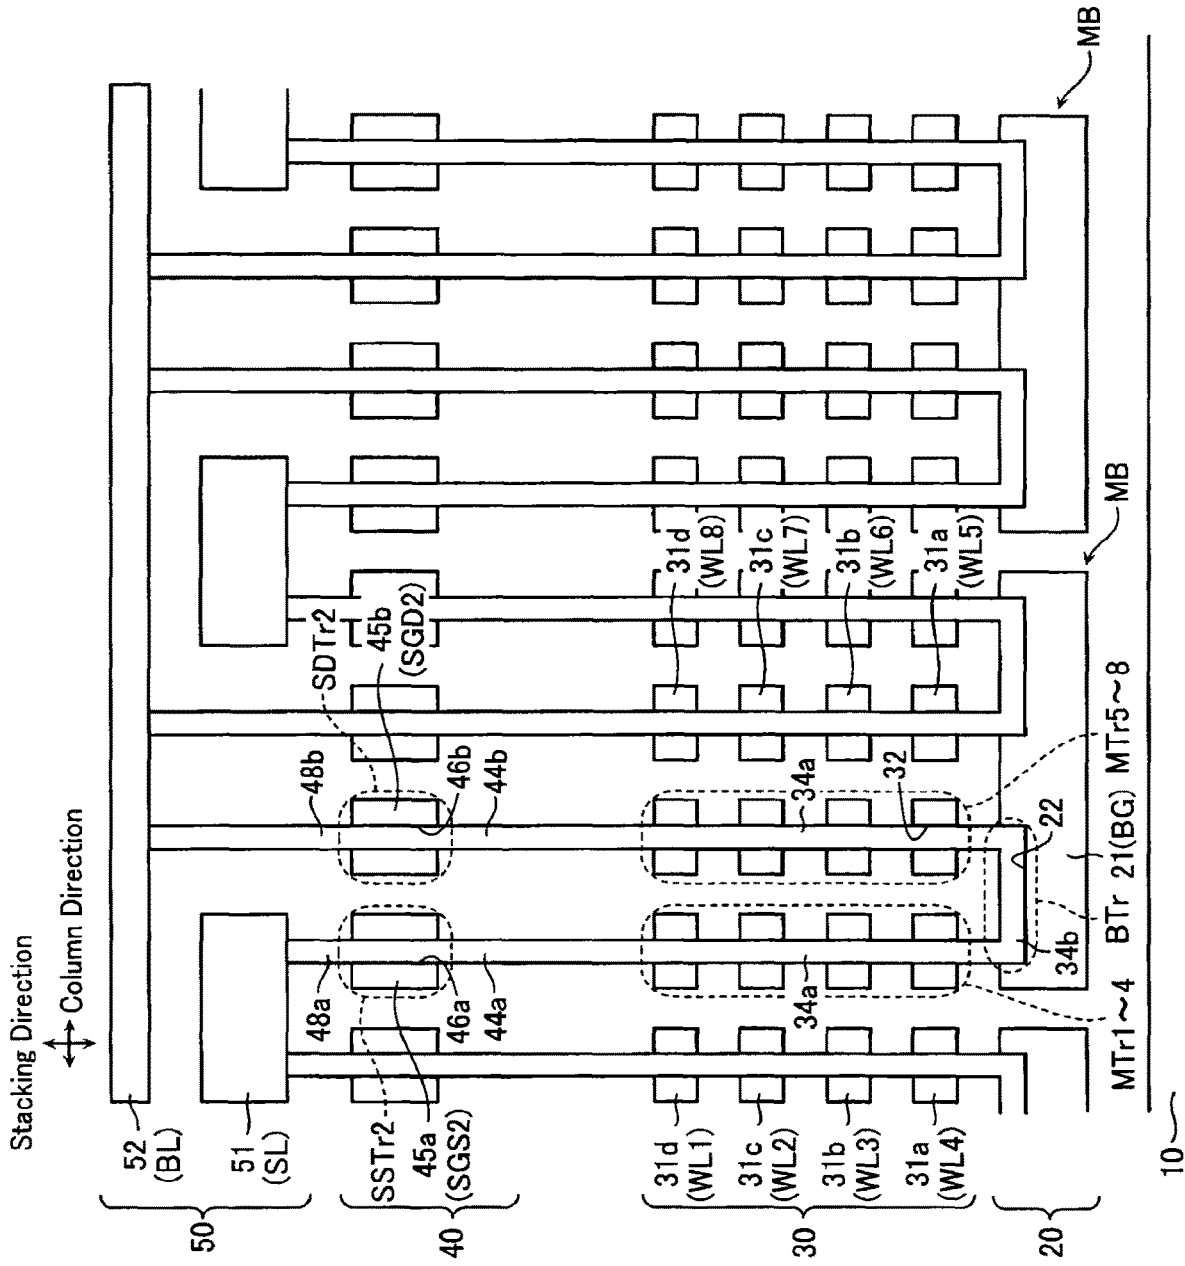 Stacking Direction
Column Direction
52
(BL)
51
(SL)
50
48a
48b
SDTr2
45b
(SGD2)
SSTr2
45a
(SGS2)
46a
46b
44a
44b
40
31d
(WL1)
31c
(WL2)
31b
(WL3)
31a
(WL4)
30
31d
(WL8)
31c
(WL7)
31b
(WL6)
31a
(WL5)
34a
34a
32
MTr1~4
34b
BTr
22
21(BG)
MTr5~8
MB
MB
20
10